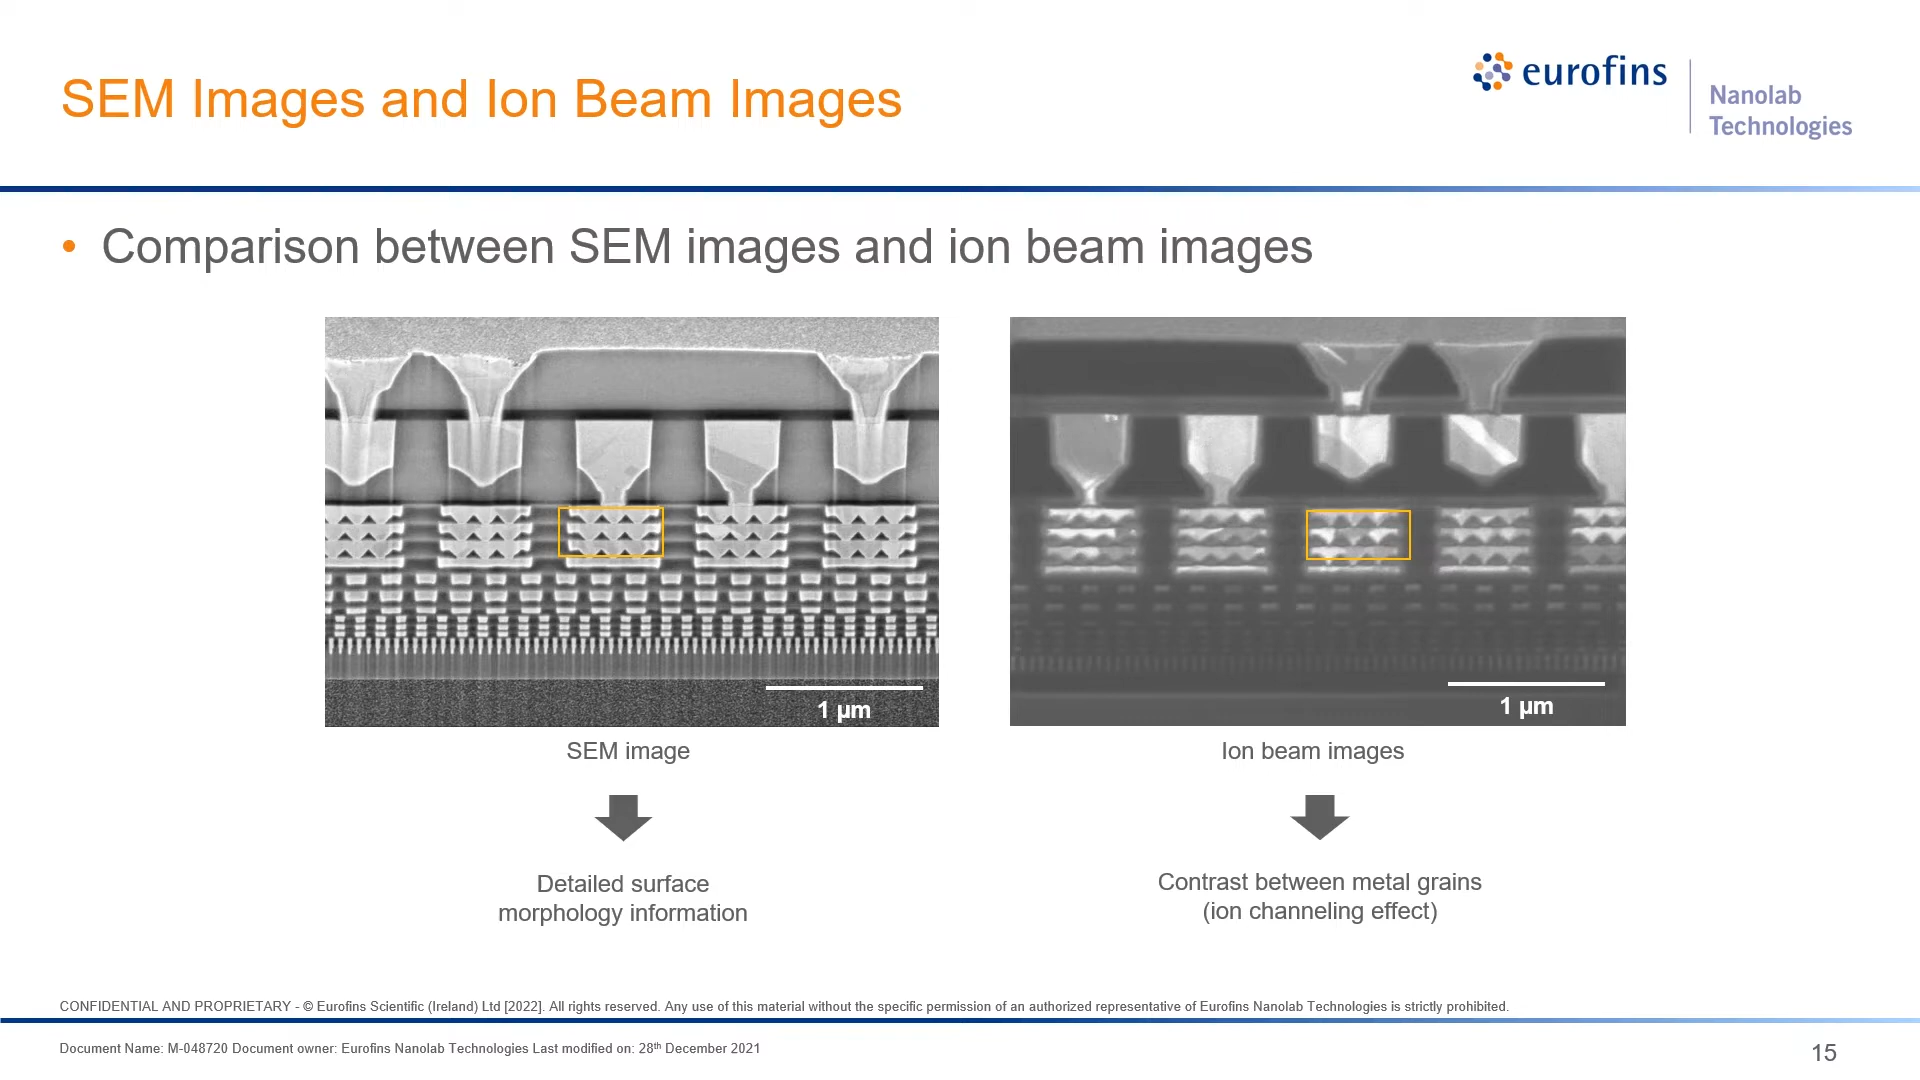 SEM Images and Ion Beam Images
eurofins
Nanolab
Technologies
• Comparison between SEM images and ion beam images
1 µm
1 µm
SEM image
Ion beam images
Detailed surface
morphology information
Contrast between metal grains
(ion channeling effect)
CONFIDENTIAL AND PROPRIETARY - © Eurofins Scientific (Ireland) Ltd [2022]. All rights reserved. Any use of this material without the specific permission of an authorized representative of Eurofins Nanolab Technologies is strictly prohibited.
Document Name: M-048720 Document owner: Eurofins Nanolab Technologies Last modified on: 28th December 2021
15